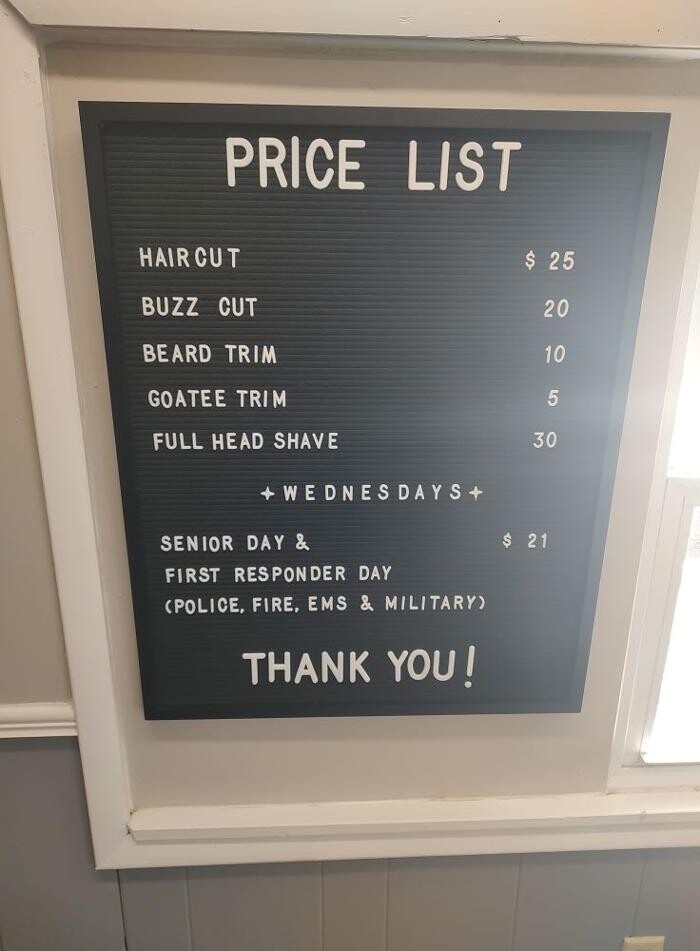 PRICE LIST
HAIRCUT $ 25
BUZZ CUT 20
BEARD TRIM 10
GOATEE TRIM 5
FULL HEAD SHAVE 30
✦WEDNESDAYS✦
SENIOR DAY & $ 21
FIRST RESPONDER DAY
(POLICE, FIRE, EMS & MILITARY)
THANK YOU!